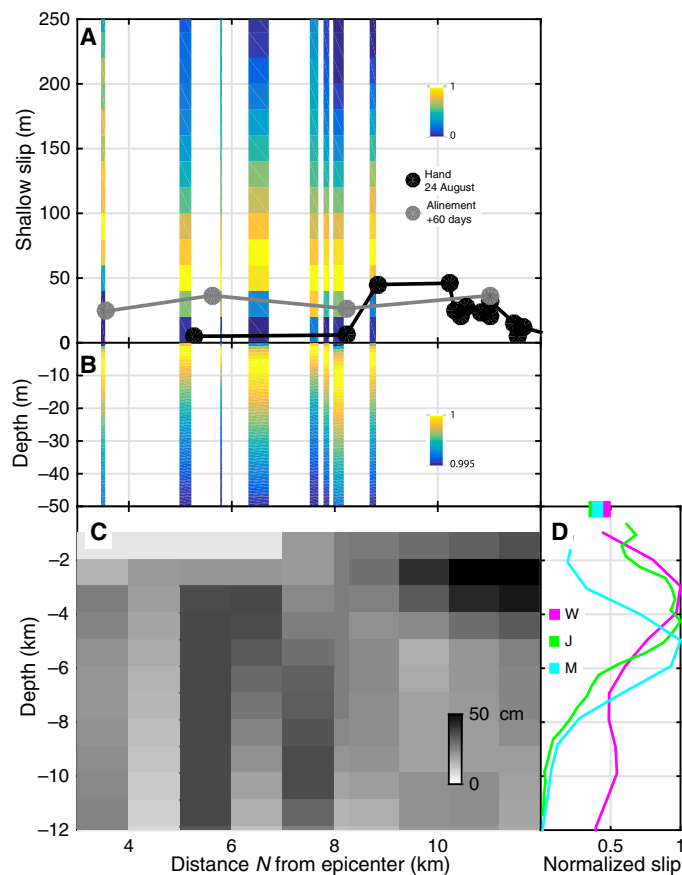 A
250
200
150
100
50
0
Shallow slip (m)
1
0
Hand
24 August
Alinement
+60 days
B
−10
−20
−30
−40
−50
Depth (m)
1
0.995
C
−2
−4
−6
−8
−10
−12
Depth (km)
50 cm
0
4 6 8 10
Distance N from epicenter (km)
D
W
J
M
0.5 1
Normalized slip